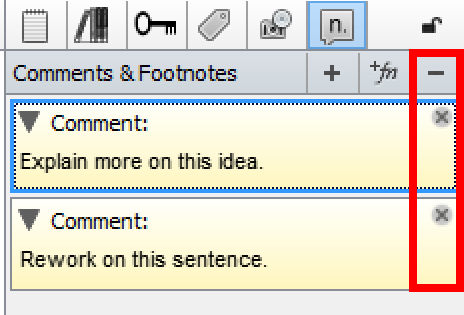 n.
Comments & Footnotes + +fn −
Comment:
Explain more on this idea.
Comment:
Rework on this sentence.